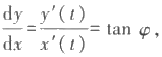 dy/dx = y′(t)/x′(t) = tan φ,